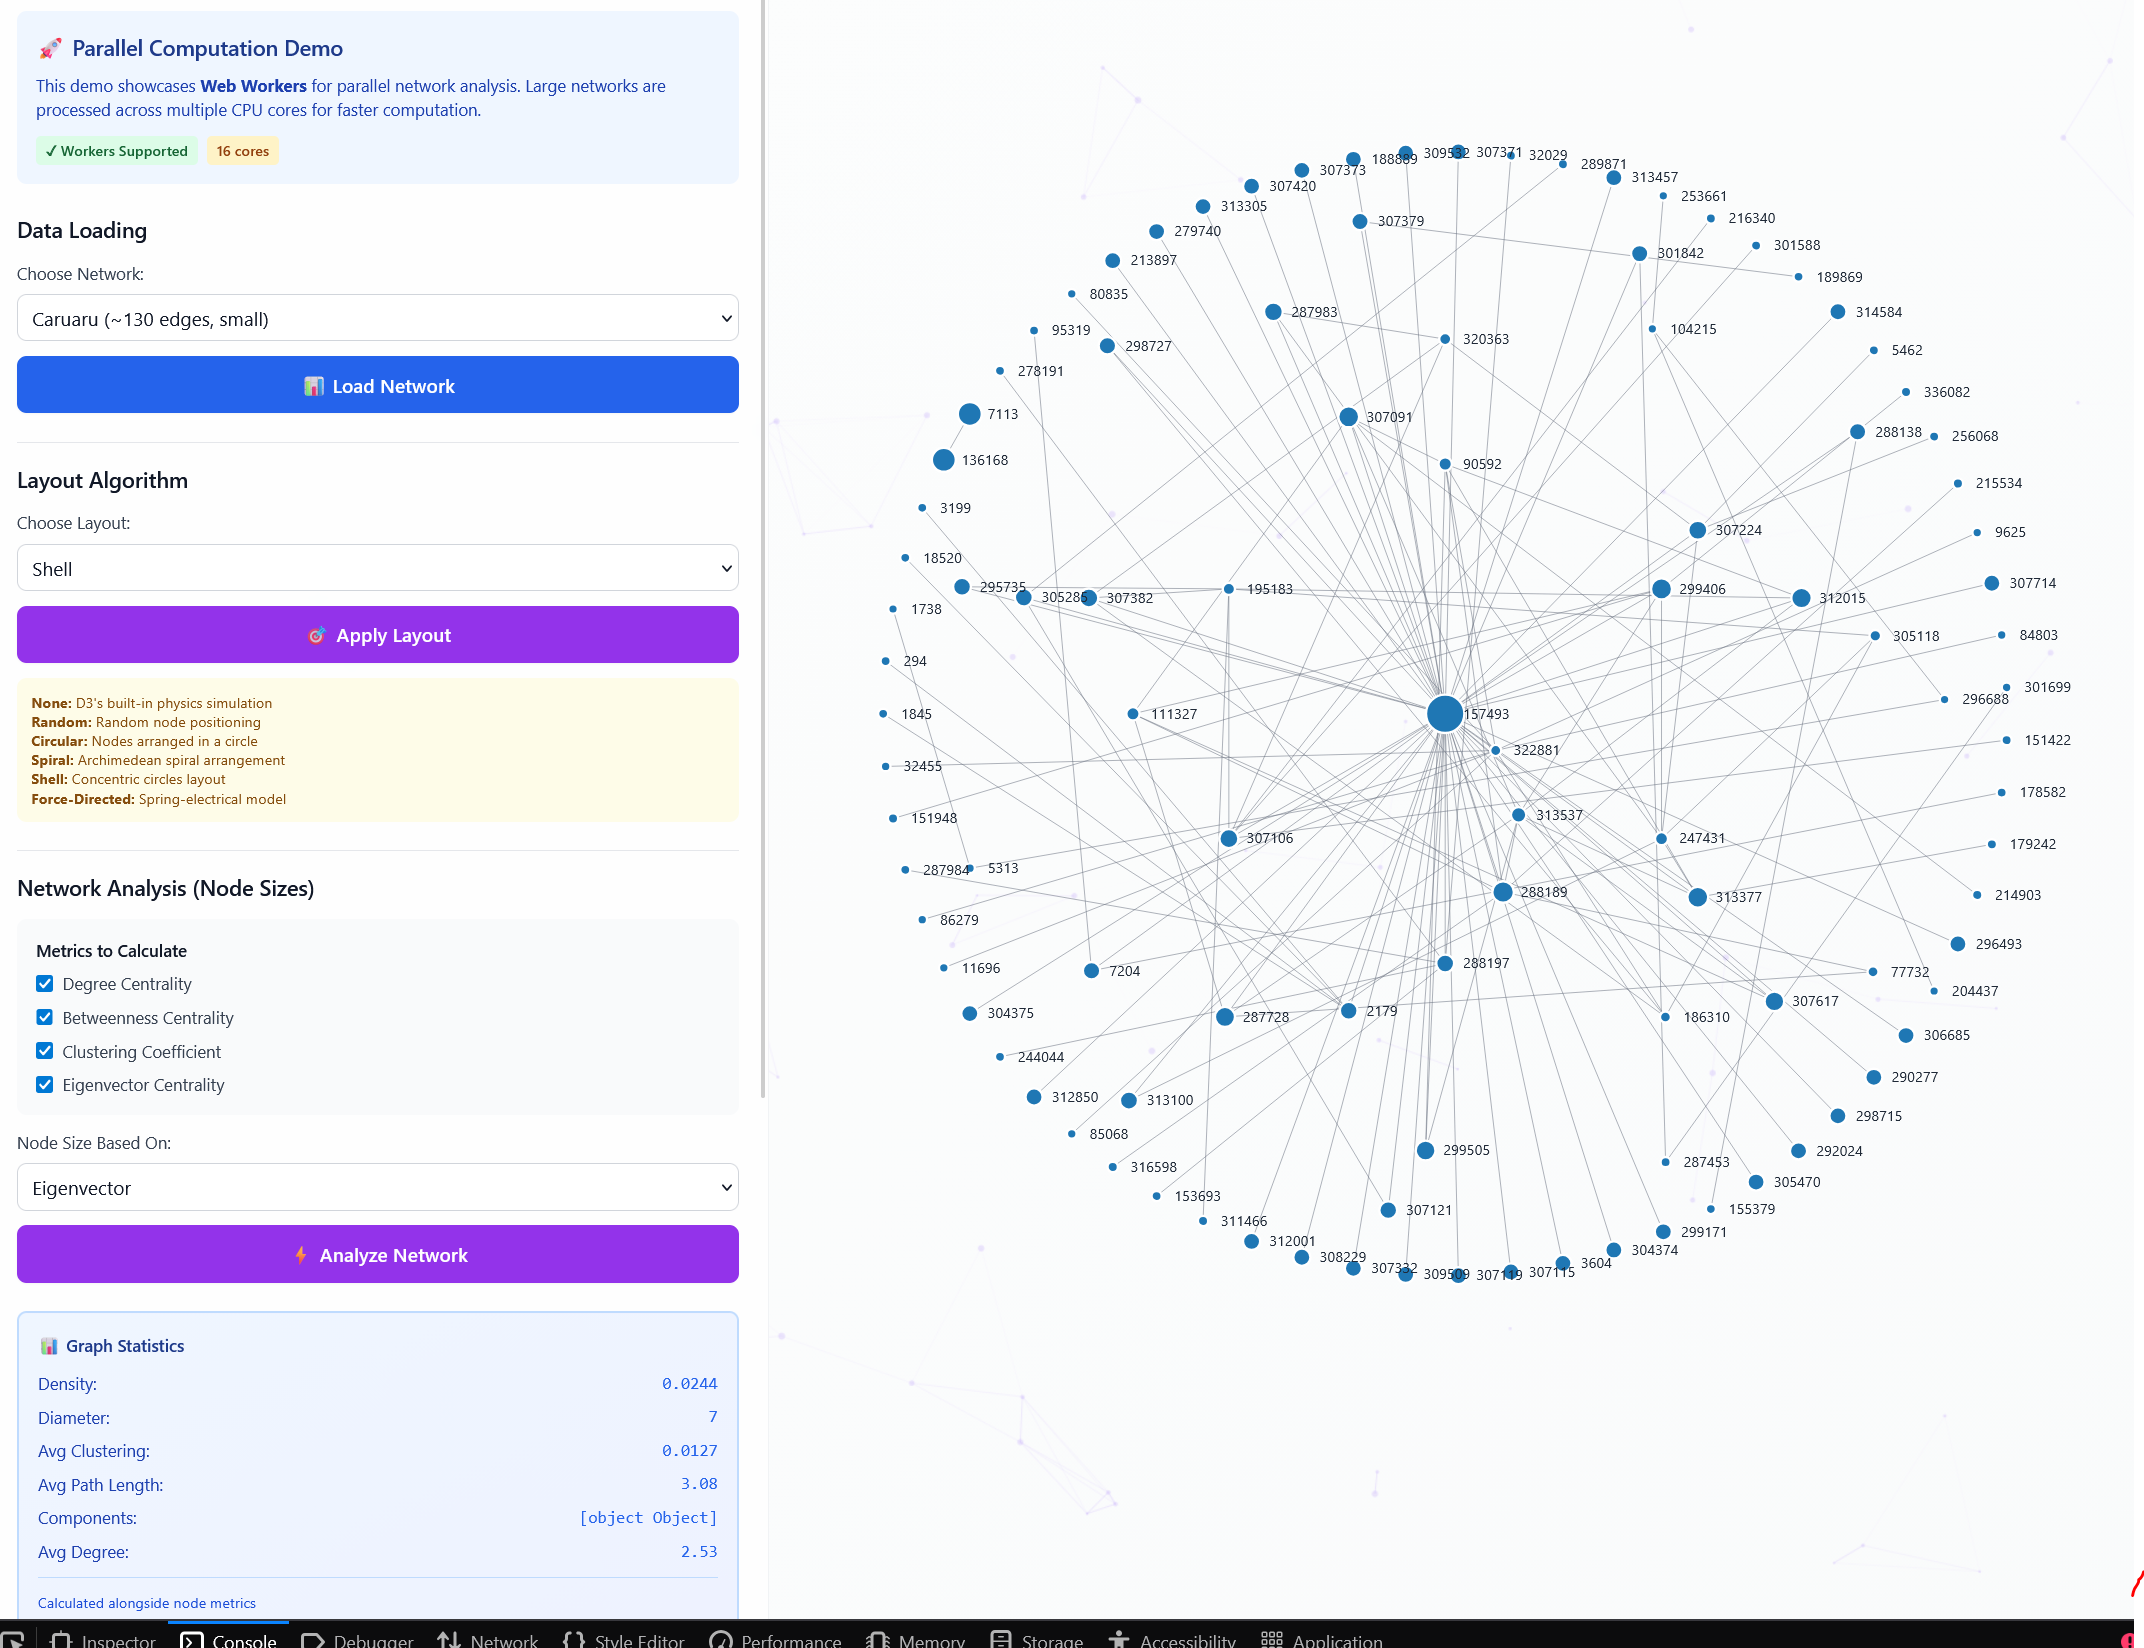 🚀 Parallel Computation Demo
This demo showcases Web Workers for parallel network analysis. Large networks are
processed across multiple CPU cores for faster computation.
✓ Workers Supported 16 cores
Data Loading
Choose Network:
Caruaru (~130 edges, small)
📊 Load Network
Layout Algorithm
Choose Layout:
Shell
🎯 Apply Layout
None: D3's built-in physics simulation
Random: Random node positioning
Circular: Nodes arranged in a circle
Spiral: Archimedean spiral arrangement
Shell: Concentric circles layout
Force-Directed: Spring-electrical model
Network Analysis (Node Sizes)
Metrics to Calculate
Degree Centrality
Betweenness Centrality
Clustering Coefficient
Eigenvector Centrality
Node Size Based On:
Eigenvector
⚡ Analyze Network
📊 Graph Statistics
Density: 0.0244
Diameter: 7
Avg Clustering: 0.0127
Avg Path Length: 3.08
Components: [object Object]
Avg Degree: 2.53
Calculated alongside node metrics
188889
309532
307371
32029
289871
307373
313457
307420
253661
313305
216340
307379
279740
301588
301842
213897
189869
80835
287983
314584
95319
104215
320363
298727
5462
278191
336082
7113
307091
288138
256068
136168
90592
215534
3199
307224
9625
18520
307714
295735
195183
299406
305285
307382
312015
1738
84803
305118
294
301699
296688
1845
111327
157493
151422
322881
32455
178582
313537
151948
307106
247431
179242
287984
5313
288189
214903
313377
86279
296493
288197
11696
7204
77732
204437
307617
2179
304375
287728
186310
306685
244044
290277
312850
313100
298715
85068
299505
292024
287453
316598
305470
153693
307121
155379
311466
299171
312001
304374
308229
3604
307332
309509
307119
307115
Inspector Console Debugger Network Style Editor Performance Memory Storage Accessibility Application